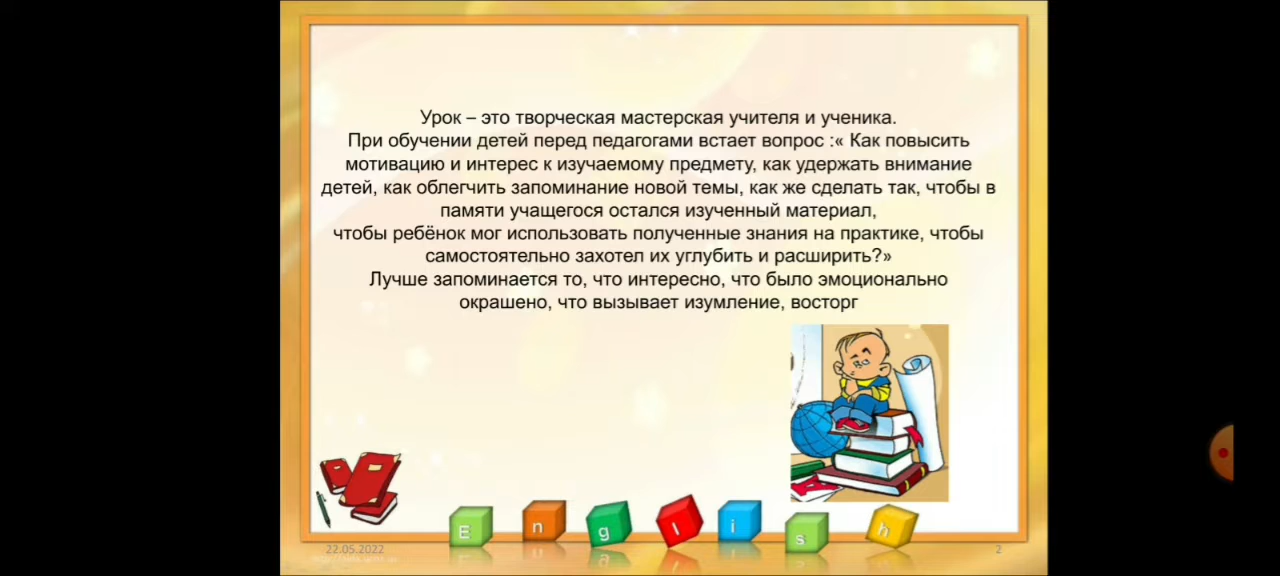 Урок – это творческая мастерская учителя и ученика.
При обучении детей перед педагогами встает вопрос :« Как повысить
мотивацию и интерес к изучаемому предмету, как удержать внимание
детей, как облегчить запоминание новой темы, как же сделать так, чтобы в
памяти учащегося остался изученный материал,
чтобы ребёнок мог использовать полученные знания на практике, чтобы
самостоятельно захотел их углубить и расширить?»
Лучше запоминается то, что интересно, что было эмоционально
окрашено, что вызывает изумление, восторг
E n g l i s h
22.05.2022
2